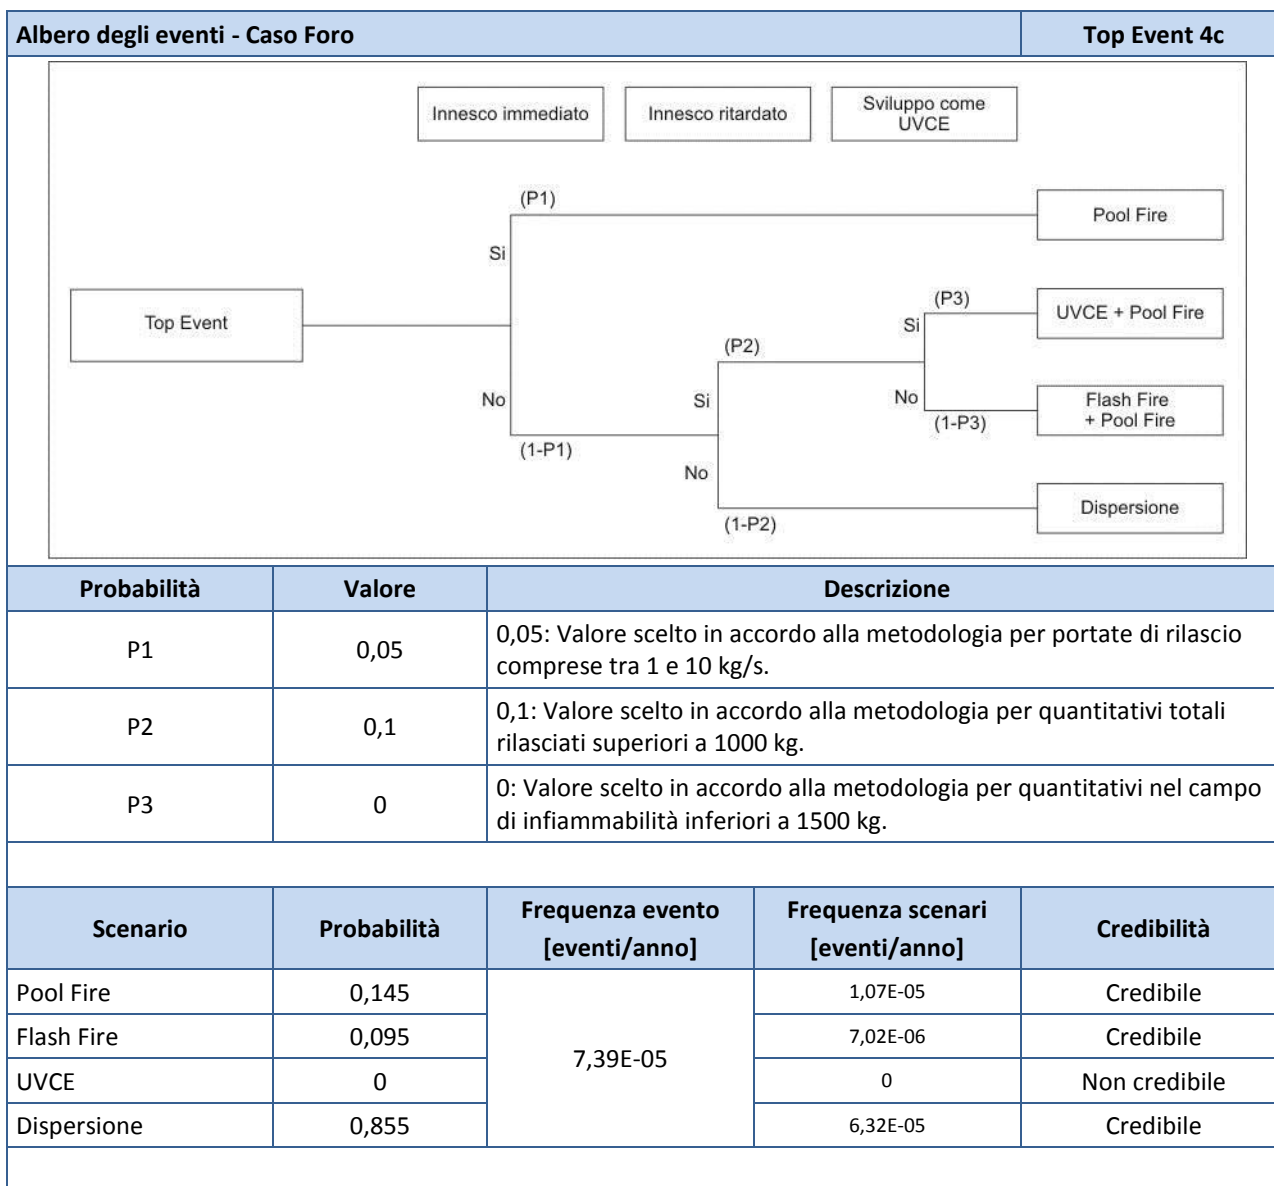 Albero degli eventi - Caso Foro Top Event 4c
Innesco immediato Innesco ritardato Sviluppo come
UVCE
(P1)
Pool Fire
Si
(P3)
UVCE + Pool Fire
Top Event
Si
(P2)
No Si No Flash Fire
+ Pool Fire
(1-P1) (1-P3)
No
Dispersione
(1-P2)
Probabilità Valore Descrizione
P1 0,05 0,05: Valore scelto in accordo alla metodologia per portate di rilascio
comprese tra 1 e 10 kg/s.
P2 0,1 0,1: Valore scelto in accordo alla metodologia per quantitativi totali
rilasciati superiori a 1000 kg.
P3 0 0: Valore scelto in accordo alla metodologia per quantitativi nel campo
di infiammabilità inferiori a 1500 kg.
Scenario Probabilità Frequenza evento
[eventi/anno] Frequenza scenari
[eventi/anno] Credibilità
Pool Fire 0,145 7,39E-05 1,07E-05 Credibile
Flash Fire 0,095 7,02E-06 Credibile
UVCE 0 0 Non credibile
Dispersione 0,855 6,32E-05 Credibile